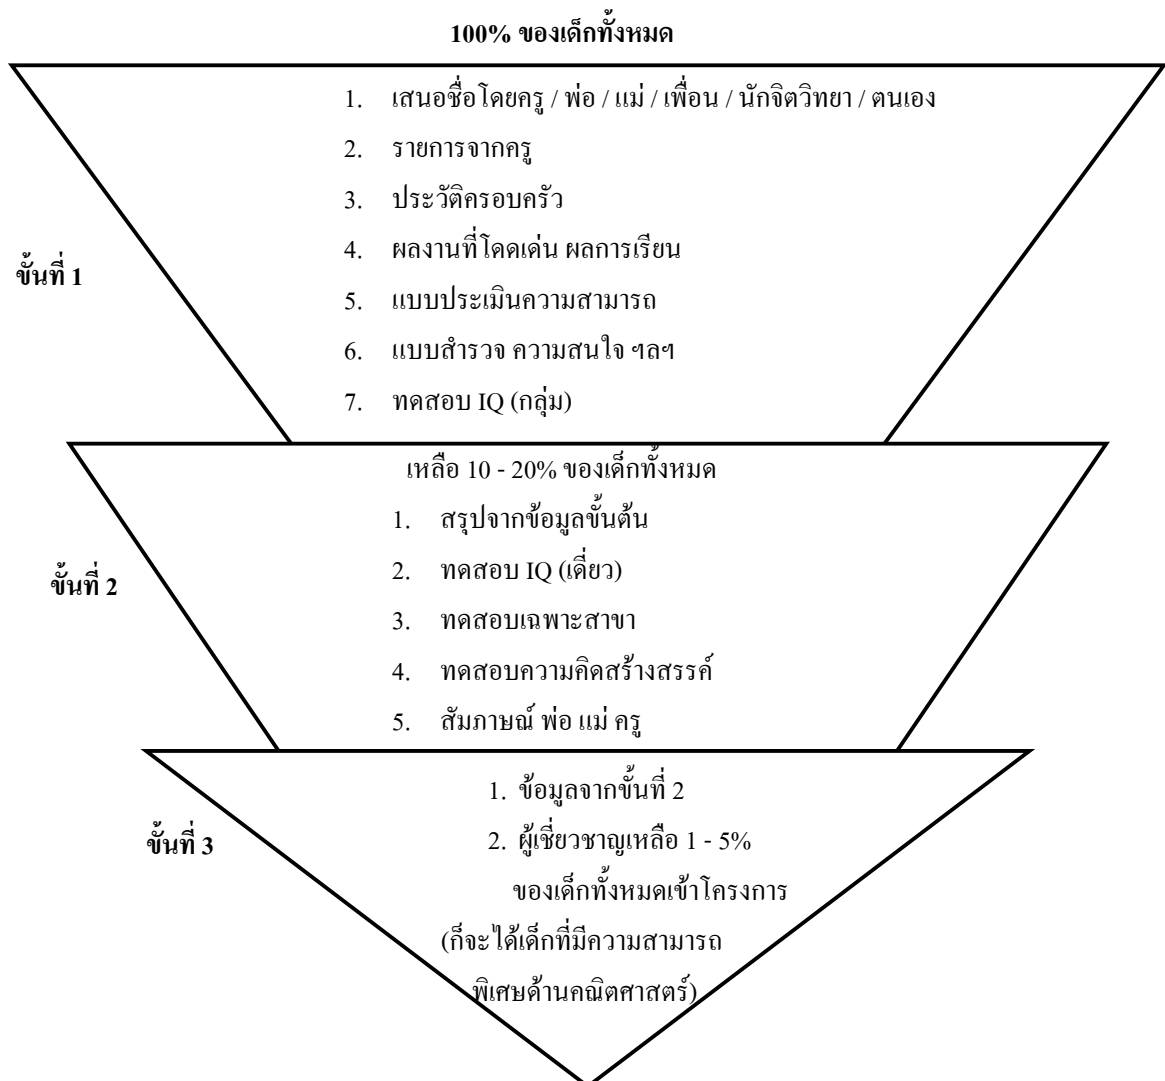 100% ของเด็กทั้งหมด
1. เสนอชื่อโดยครู / พ่อ / แม่ / เพื่อน / นักจิตวิทยา / ตนเอง
2. รายการจากครู
3. ประวัติครอบครัว
4. ผลงานที่โดดเด่น ผลการเรียน
ขั้นที่ 1
5. แบบประเมินความสามารถ
6. แบบสำรวจ ความสนใจ ฯลฯ
7. ทดสอบ IQ (กลุ่ม)
เหลือ 10 - 20% ของเด็กทั้งหมด
1. สรุปจากข้อมูลขั้นต้น
2. ทดสอบ IQ (เดี่ยว)
ขั้นที่ 2
3. ทดสอบเฉพาะสาขา
4. ทดสอบความคิดสร้างสรรค์
5. สัมภาษณ์ พ่อ แม่ ครู
1. ข้อมูลจากขั้นที่ 2
ขั้นที่ 3
2. ผู้เชี่ยวชาญเหลือ 1 - 5%
ของเด็กทั้งหมดเข้าโครงการ
(ก็จะได้เด็กที่มีความสามารถ
พิเศษด้านคณิตศาสตร์)